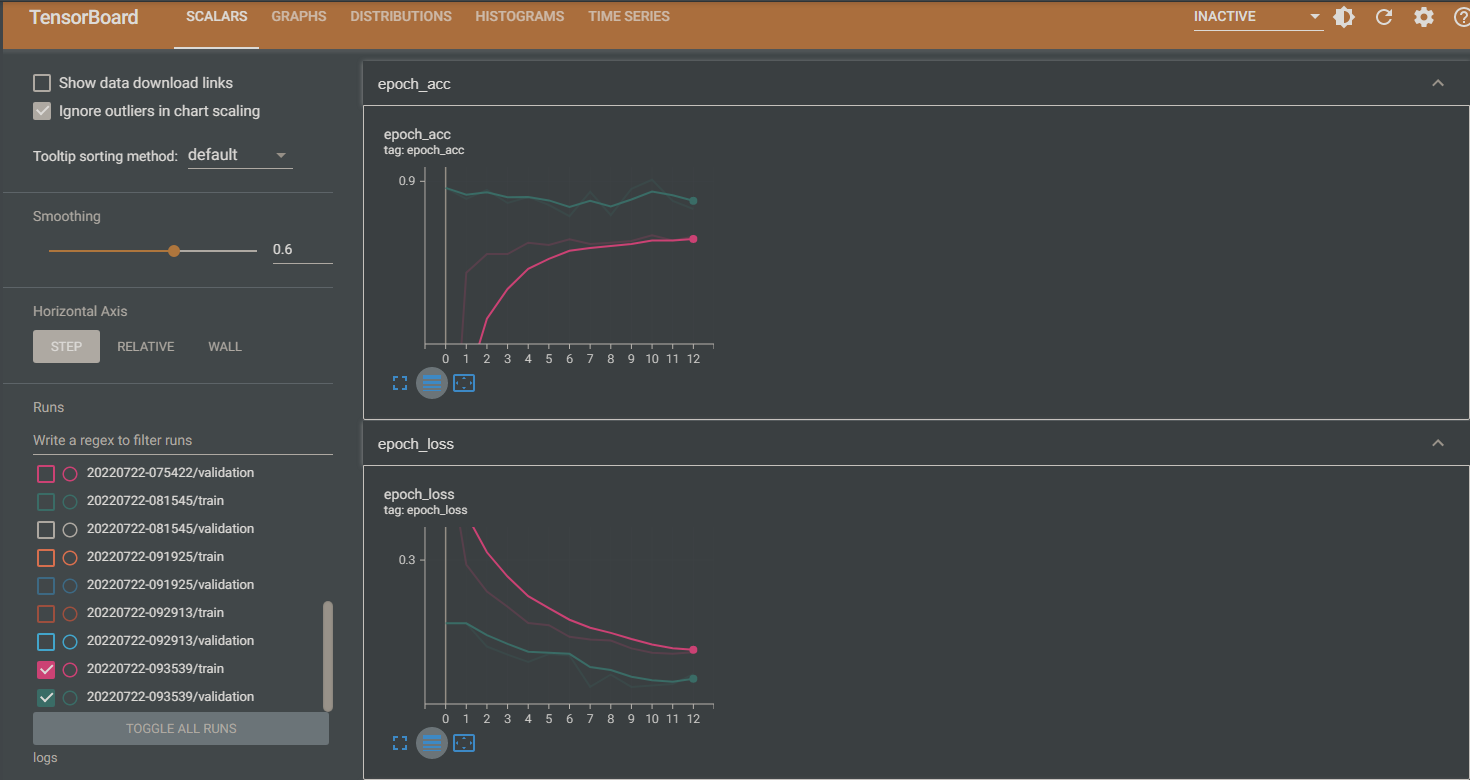 TensorBoard SCALARS GRAPHS DISTRIBUTIONS HISTOGRAMS TIME SERIES INACTIVE
Show data download links
Ignore outliers in chart scaling
Tooltip sorting method: default
Smoothing
0.6
Horizontal Axis
STEP RELATIVE WALL
Runs
Write a regex to filter runs
20220722-075422/validation
20220722-081545/train
20220722-081545/validation
20220722-091925/train
20220722-091925/validation
20220722-092913/train
20220722-092913/validation
20220722-093539/train
20220722-093539/validation
TOGGLE ALL RUNS
logs
epoch_acc
epoch_acc
tag: epoch_acc
0.9
0 1 2 3 4 5 6 7 8 9 10 11 12
epoch_loss
epoch_loss
tag: epoch_loss
0.3
0 1 2 3 4 5 6 7 8 9 10 11 12